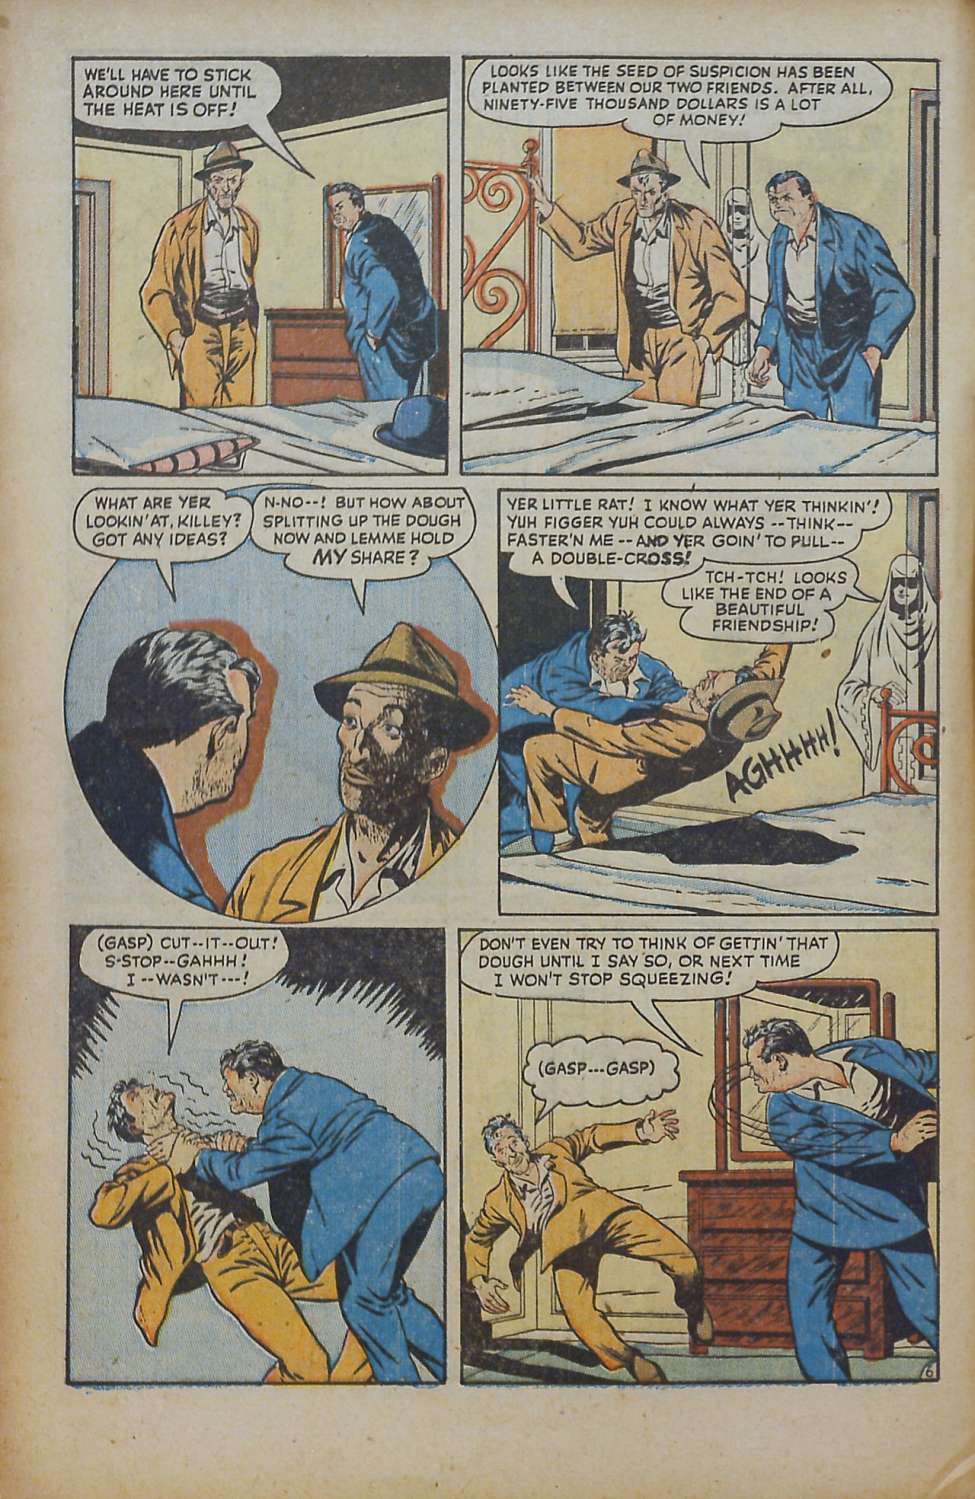 WE'LL HAVE TO STICK
AROUND HERE UNTIL
THE HEAT IS OFF!
LOOKS LIKE THE SEED OF SUSPICION HAS BEEN
PLANTED BETWEEN OUR TWO FRIENDS. AFTER ALL,
NINETY-FIVE THOUSAND DOLLARS IS A LOT
OF MONEY!
WHAT ARE YER
LOOKIN' AT, KILLEY?
GOT ANY IDEAS?
N-NO--! BUT HOW ABOUT
SPLITTING UP THE DOUGH
NOW AND LEMME HOLD
MY SHARE?
YER LITTLE RAT! I KNOW WHAT YER THINKIN'!
YUH FIGGER YUH COULD ALWAYS --THINK--
FASTER'N ME -- AND YER GOIN' TO PULL--
A DOUBLE-CROSS!
TCH-TCH! LOOKS
LIKE THE END OF A
BEAUTIFUL
FRIENDSHIP!
AGHHHHH!
(GASP) CUT--IT--OUT!
S-STOP--GAHHH!
I--WASN'T---!
DON'T EVEN TRY TO THINK OF GETTIN' THAT
DOUGH UNTIL I SAY SO, OR NEXT TIME
I WON'T STOP SQUEEZING!
(GASP---GASP)
6